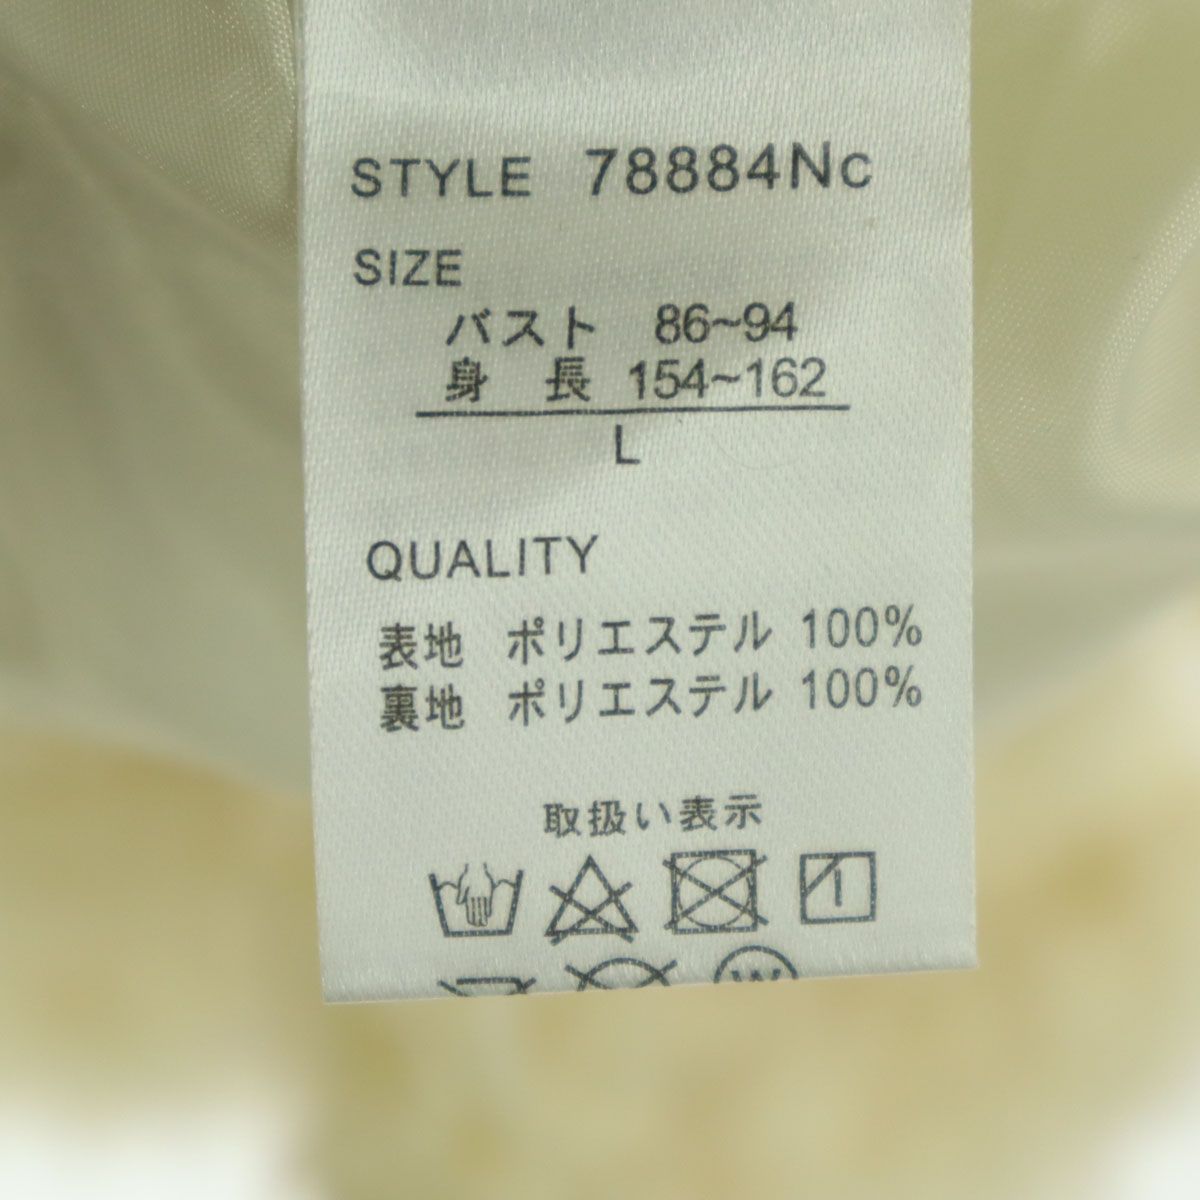 STYLE 78884Nc
SIZE
バスト 86~94
身 長 154~162
L
QUALITY
表地 ポリエステル 100%
裏地 ポリエステル 100%
取扱い表示
W